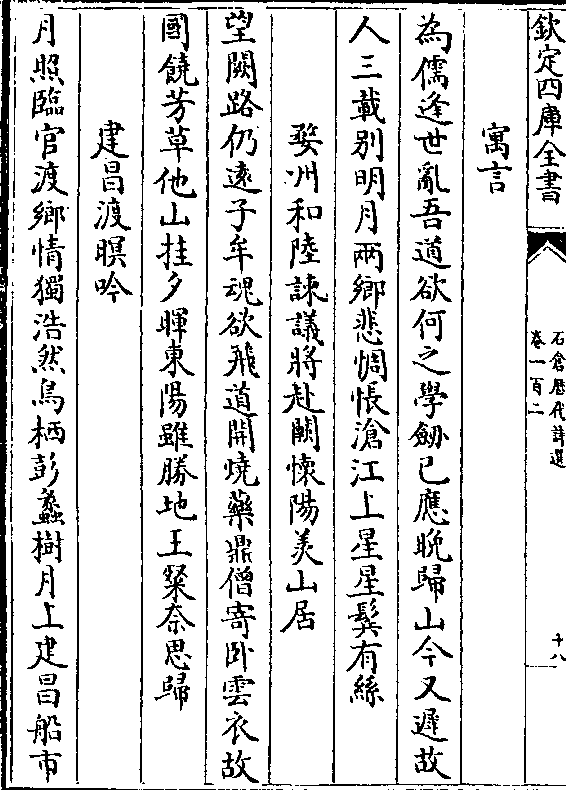 欽定四庫全書
石倉歷代詩選
卷一百二
十八
寓言
為儒逢世亂吾道欲何之學劒已應晩歸山今又遲故
人三載别明月兩鄉悲惆悵滄江上星星鬂有絲
婺州和陸諫議將赴闕懐陽羡山居
望闕路仍逺子牟魂欲飛道開燒藥鼎僧寄卧雲衣故
國饒芳草他山挂夕暉東陽雖勝地王粲奈思歸
建昌渡暝吟
月照臨官渡鄉情獨浩然鳥栖彭蠡樹月上建昌船市